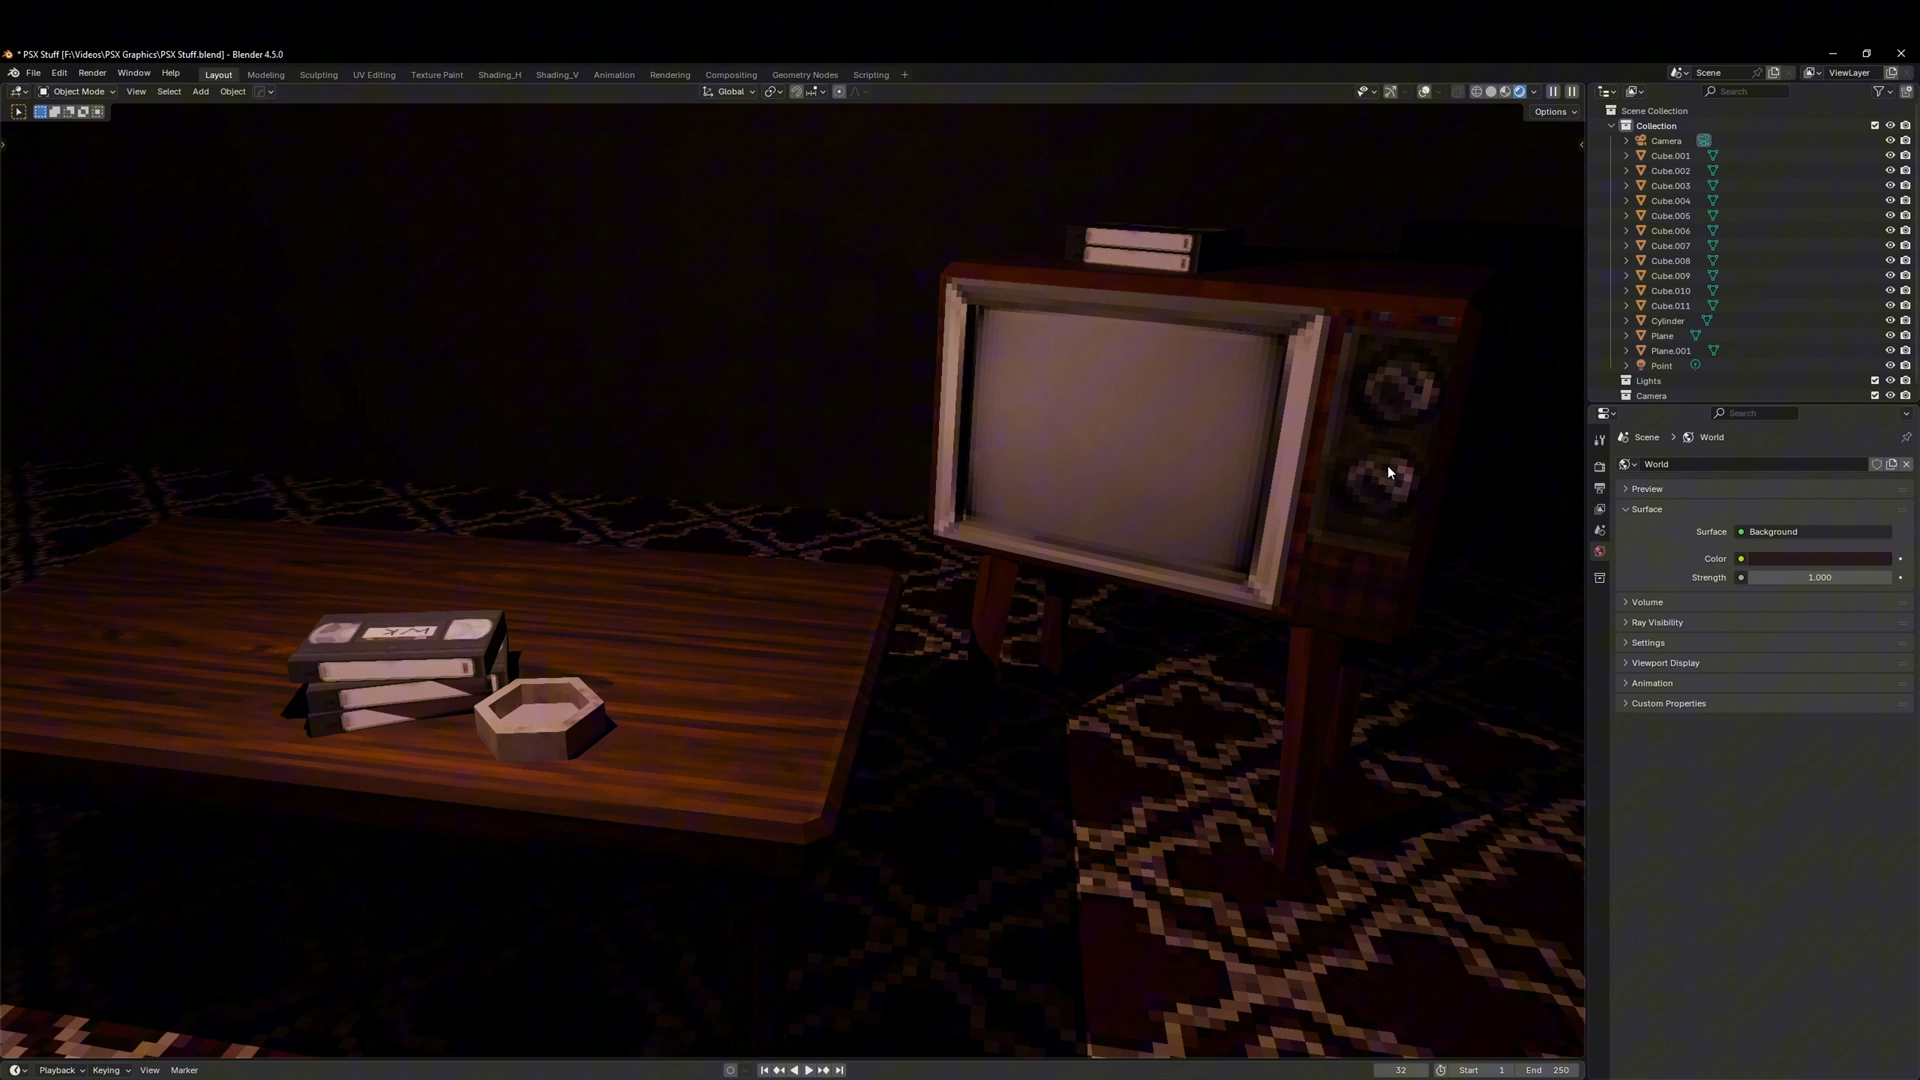 * PSX Stuff [F:\Videos\PSX Graphics\PSX Stuff.blend] - Blender 4.5.0
File Edit Render Window Help Layout Modeling Sculpting UV Editing Texture Paint Shading_H Shading_V Animation Rendering Compositing Geometry Nodes Scripting + Scene ViewLayer
Object Mode View Select Add Object Global Search
Options
Scene Collection
Collection
Camera
Cube.001
Cube.002
Cube.003
Cube.004
Cube.005
Cube.006
Cube.007
Cube.008
Cube.009
Cube.010
Cube.011
Cylinder
Plane
Plane.001
Point
Lights
Camera
Search
Scene > World
World
Preview
Surface
Surface Background
Color
Strength 1.000
Volume
Ray Visibility
Settings
Viewport Display
Animation
Custom Properties
Playback Keying View Marker 32 Start 1 End 250